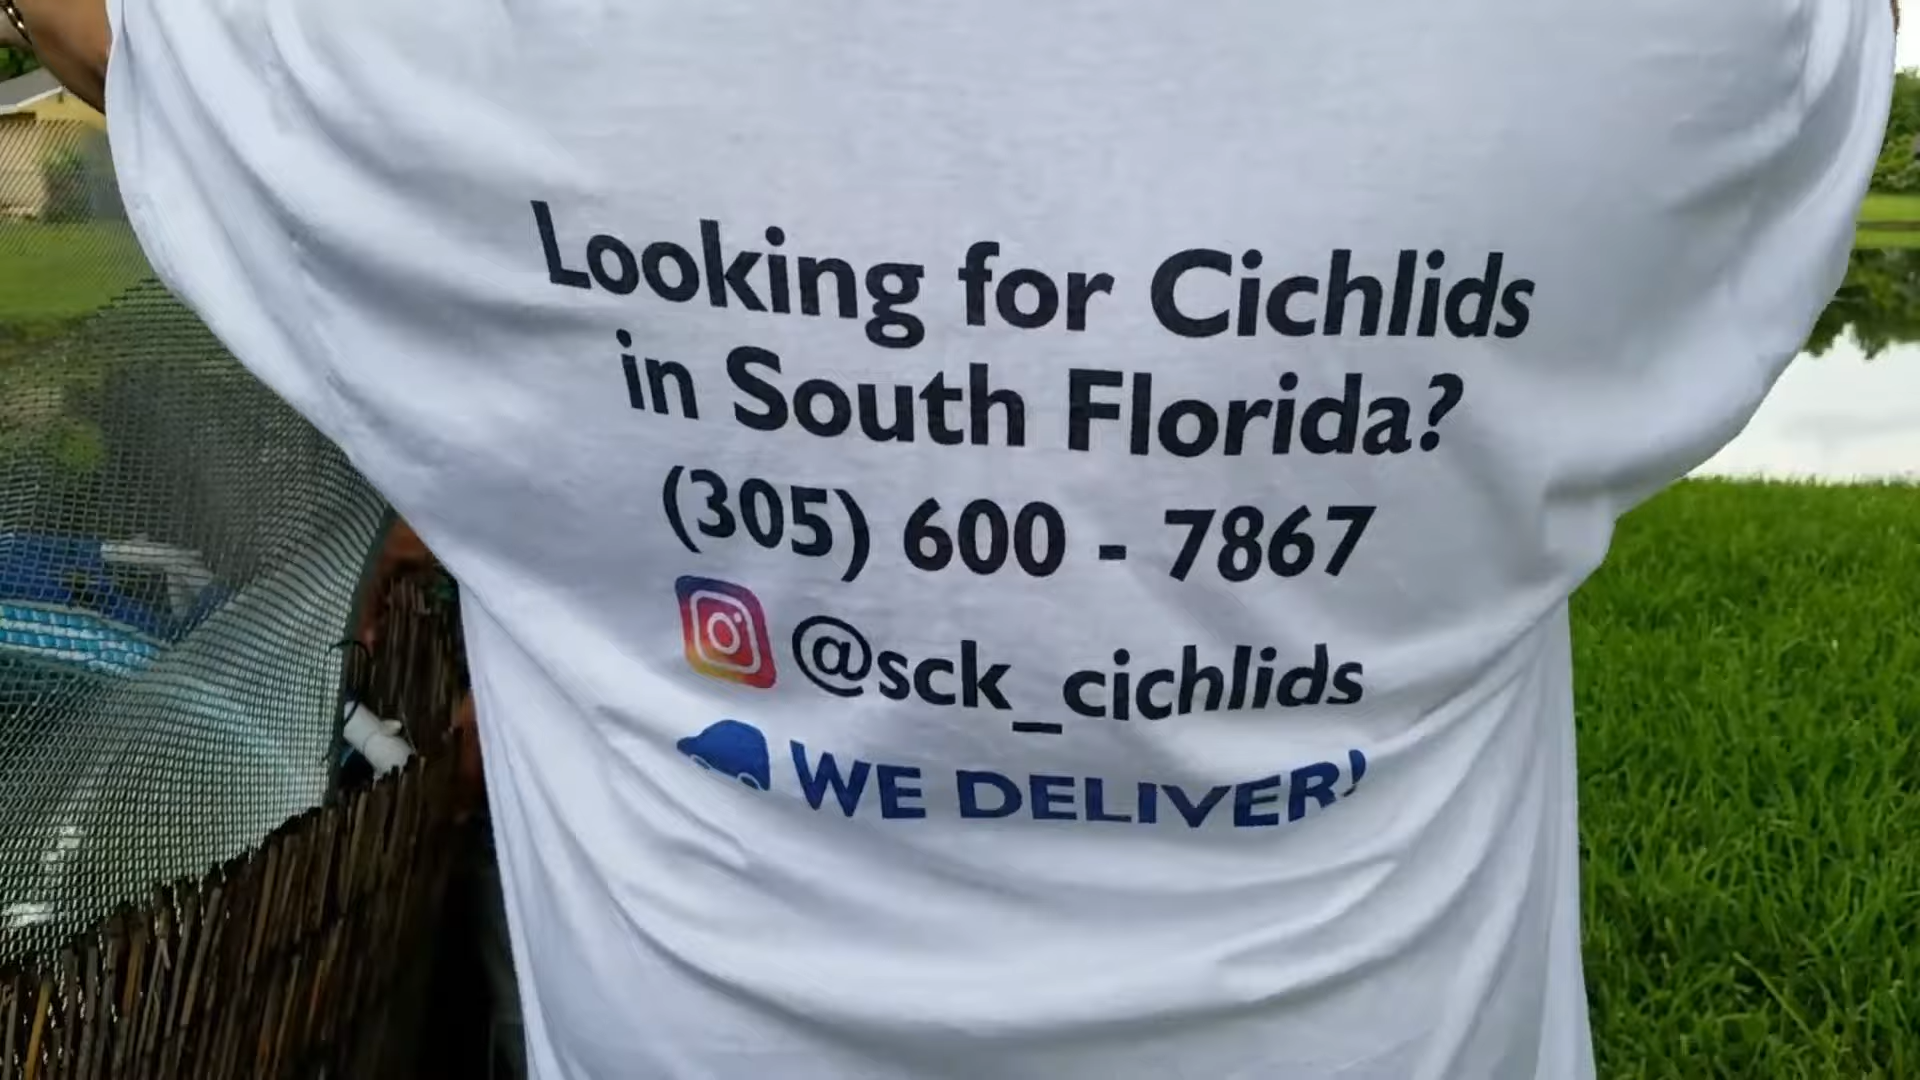 Looking for Cichlids
in South Florida?
(305) 600 - 7867
@sck_cichlids
WE DELIVER!